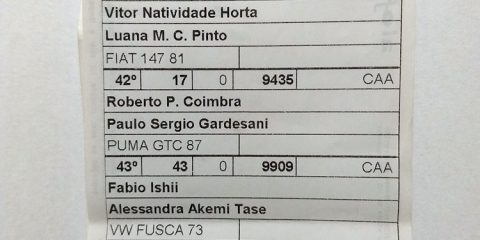 Vitor Natividade Horta
Luana M. C. Pinto
FIAT 147 81
42º 17 0 9435 CAA
Roberto P. Coimbra
Paulo Sergio Gardesani
PUMA GTC 87
43º 43 0 9909 CAA
Fabio Ishii
Alessandra Akemi Tase
VW FUSCA 73